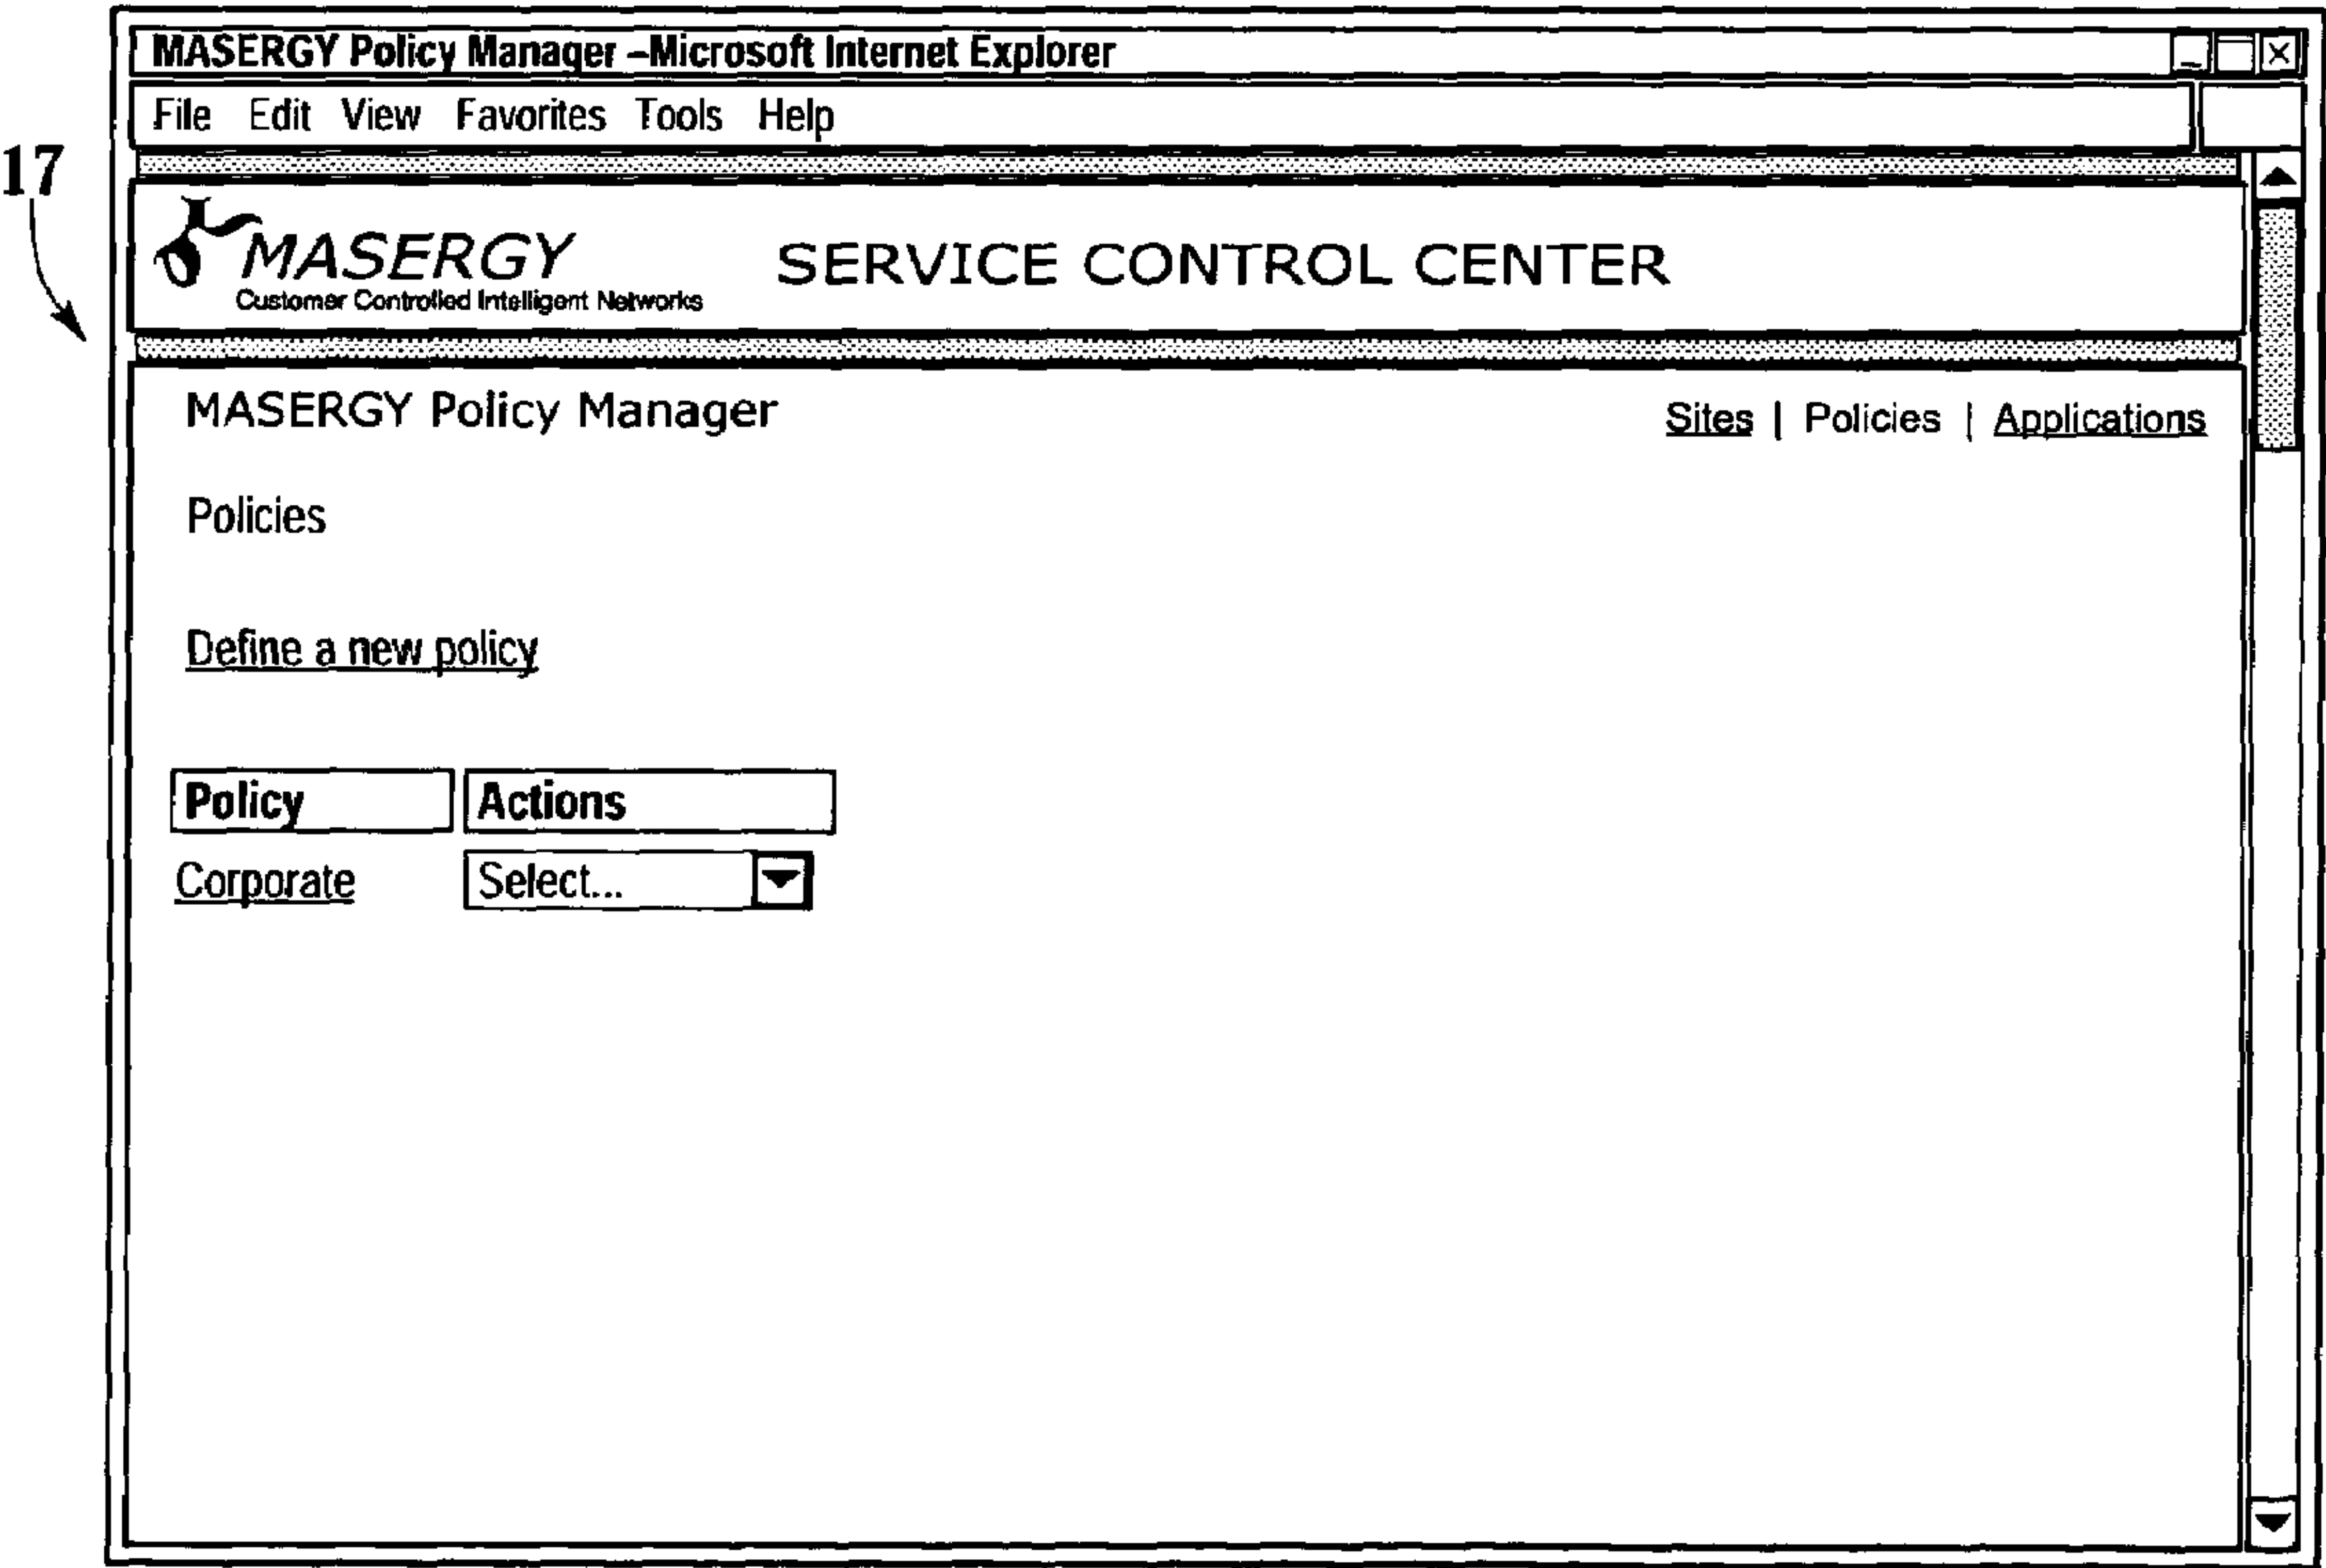 MASERGY Policy Manager –Microsoft Internet Explorer
File Edit View Favorites Tools Help
17
MASERGY SERVICE CONTROL CENTER
Customer Controlled Intelligent Networks
MASERGY Policy Manager Sites | Policies | Applications
Policies
Define a new policy
Policy Actions
Corporate Select...